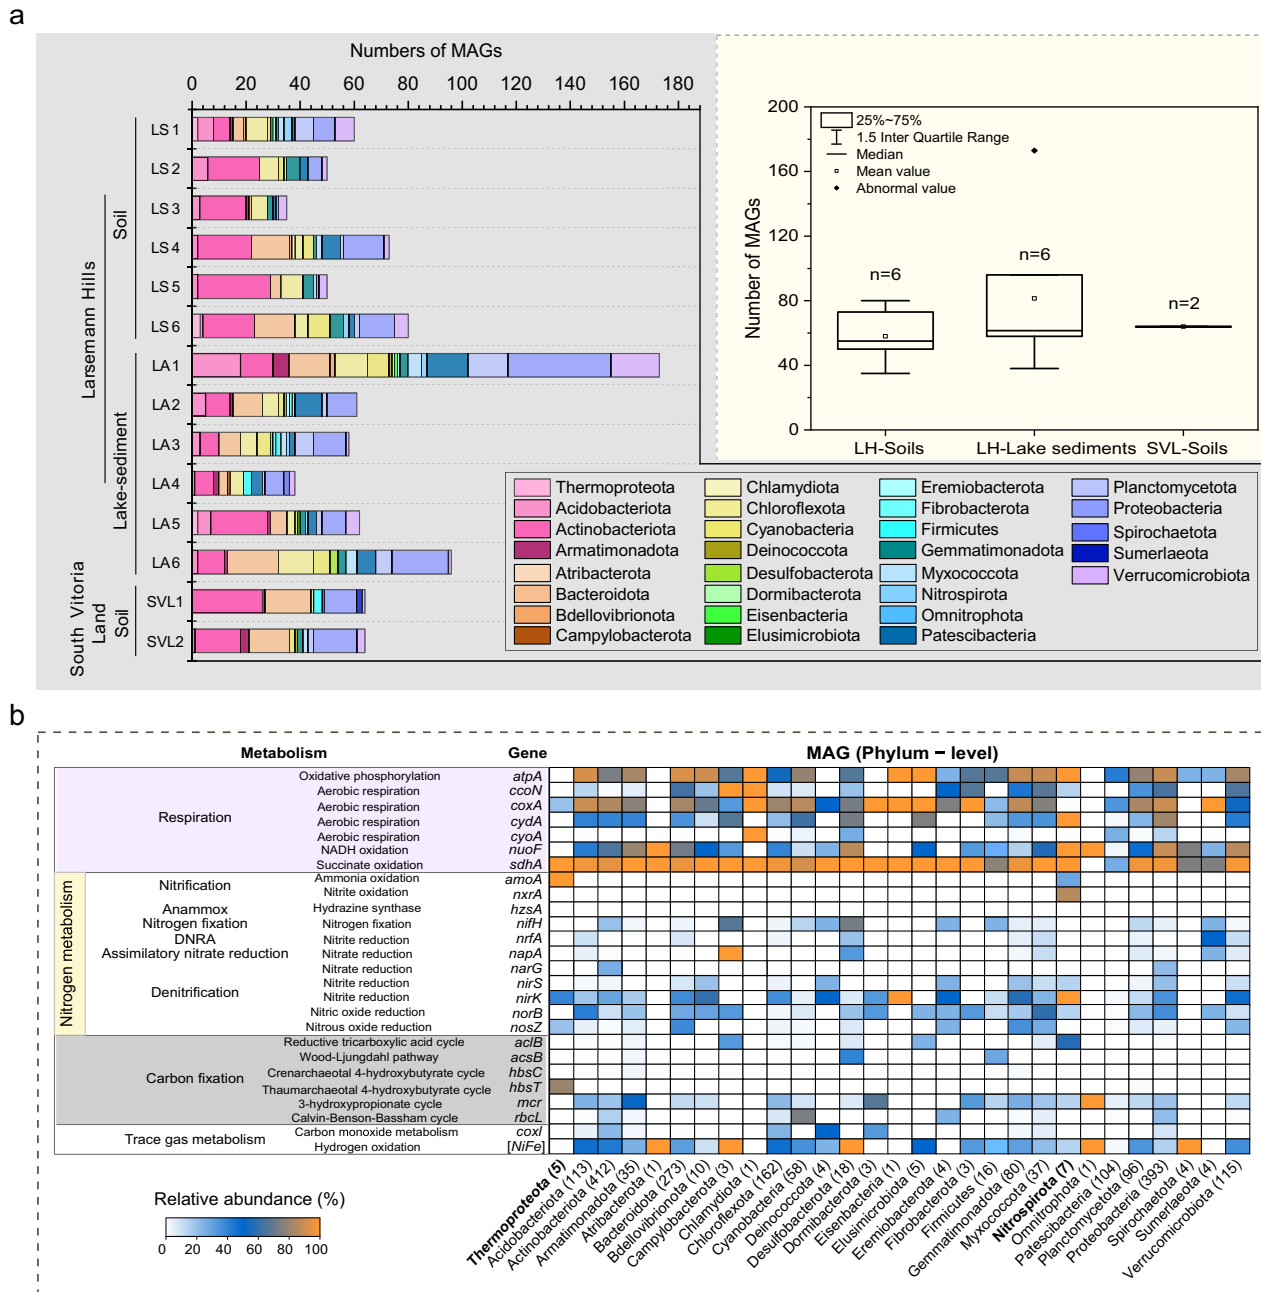 a
Numbers of MAGs
0 20 40 60 80 100 120 140 160 180
Larsemann Hills
Soil
LS 1
LS 2
LS 3
LS 4
LS 5
LS 6
Lake-sediment
LA 1
LA 2
LA 3
LA 4
LA 5
LA 6
South Vitoria
Land
Soil
SVL1
SVL2
Number of MAGs
200
160
120
80
40
0
25%~75%
1.5 Inter Quartile Range
Median
Mean value
Abnormal value
n=6
n=6
n=2
LH-Soils LH-Lake sediments SVL-Soils
Thermoproteota
Acidobacteriota
Actinobacteriota
Armatimonadota
Atribacterota
Bacteroidota
Bdellovibrionota
Campylobacterota
Chlamydiota
Chloroflexota
Cyanobacteria
Deinococcota
Desulfobacterota
Dormibacterota
Eisenbacteria
Elusimicrobiota
Eremiobacterota
Fibrobacterota
Firmicutes
Gemmatimonadota
Myxococcota
Nitrospirota
Omnitrophota
Patescibacteria
Planctomycetota
Proteobacteria
Spirochaetota
Sumerlaeota
Verrucomicrobiota
b
Metabolism Gene MAG (Phylum − level)
Respiration
Oxidative phosphorylation atpA
Aerobic respiration ccoN
Aerobic respiration coxA
Aerobic respiration cydA
Aerobic respiration cyoA
NADH oxidation nuoF
Succinate oxidation sdhA
Nitrogen metabolism
Nitrification
Ammonia oxidation amoA
Nitrite oxidation nxrA
Anammox Hydrazine synthase hzsA
Nitrogen fixation Nitrogen fixation nifH
DNRA Nitrite reduction nrfA
Assimilatory nitrate reduction Nitrate reduction napA
Denitrification
Nitrate reduction narG
Nitrite reduction nirS
Nitrite reduction nirK
Nitric oxide reduction norB
Nitrous oxide reduction nosZ
Carbon fixation
Reductive tricarboxylic acid cycle aclB
Wood-Ljungdahl pathway acsB
Crenarchaeotal 4-hydroxybutyrate cycle hbsC
Thaumarchaeotal 4-hydroxybutyrate cycle hbsT
3-hydroxypropionate cycle mcr
Calvin-Benson-Bassham cycle rbcL
Trace gas metabolism
Carbon monoxide metabolism coxl
Hydrogen oxidation [NiFe]
Thermoproteota (5)
Acidobacteriota (113)
Actinobacteriota (412)
Armatimonadota (35)
Atribacterota (1)
Bacteroidota (273)
Bdellovibrionota (10)
Campylobacterota (3)
Chlamydiota (1)
Chloroflexota (162)
Cyanobacteria (58)
Deinococcota (4)
Desulfobacterota (18)
Dormibacterota (3)
Eisenbacteria (1)
Elusimicrobiota (5)
Eremiobacterota (4)
Fibrobacterota (3)
Firmicutes (16)
Gemmatimonadota (80)
Myxococcota (37)
Nitrospirota (7)
Omnitrophota (1)
Patescibacteria (104)
Planctomycetota (96)
Proteobacteria (393)
Spirochaetota (4)
Sumerlaeota (4)
Verrucomicrobiota (115)
Relative abundance (%)
0 20 40 60 80 100